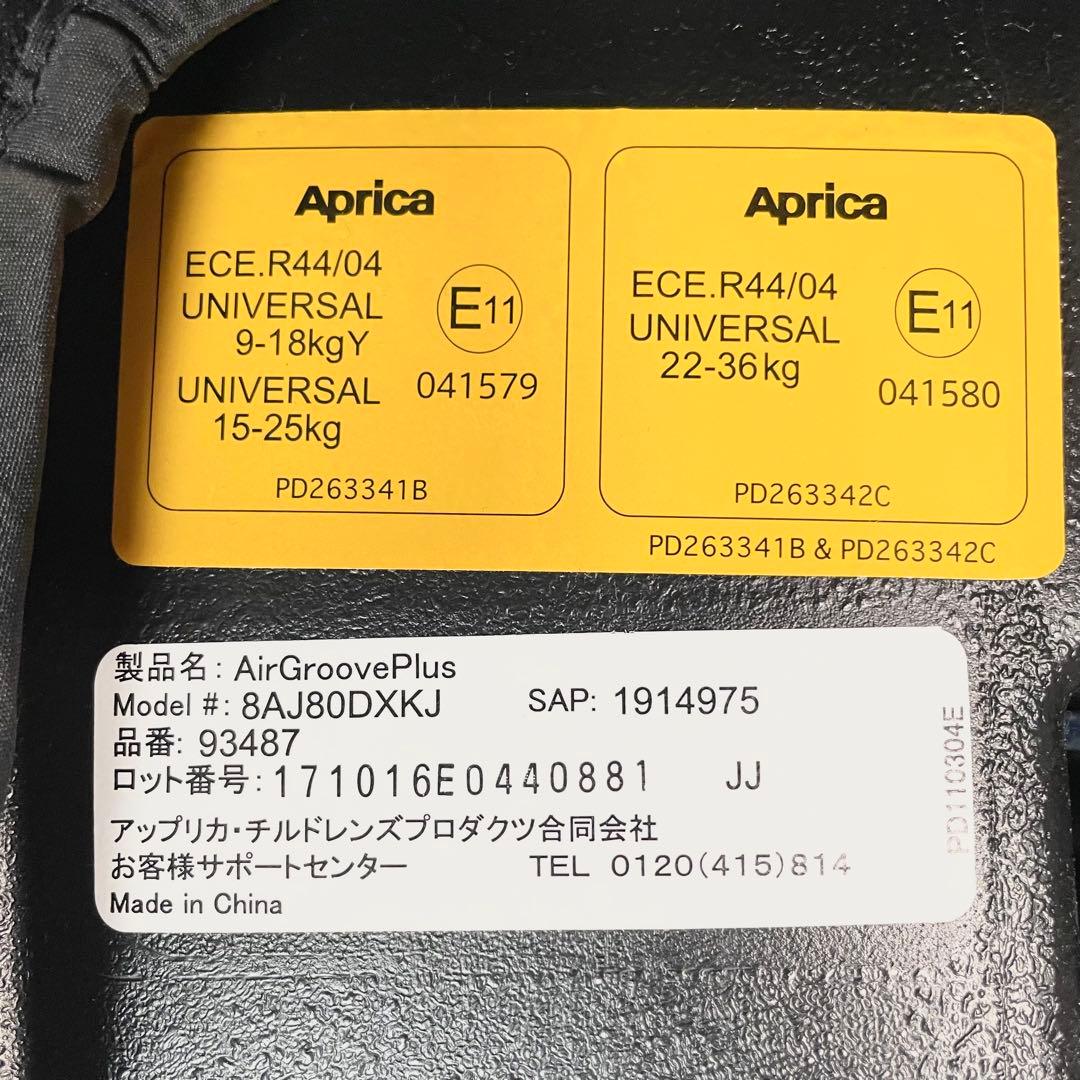 Aprica
ECE.R44/04
UNIVERSAL
9-18kgY
UNIVERSAL
15-25kg
E11
041579
PD263341B
Aprica
ECE.R44/04
UNIVERSAL
22-36kg
E11
041580
PD263342C
PD263341B & PD263342C
製品名: AirGroovePlus
Model #: 8AJ80DXKJ SAP: 1914975
品番: 93487
ロット番号: 171016E0440881 JJ
アップリカ・チルドレンズプロダクツ合同会社
お客様サポートセンター TEL 0120(415)814
Made in China
PD110304E